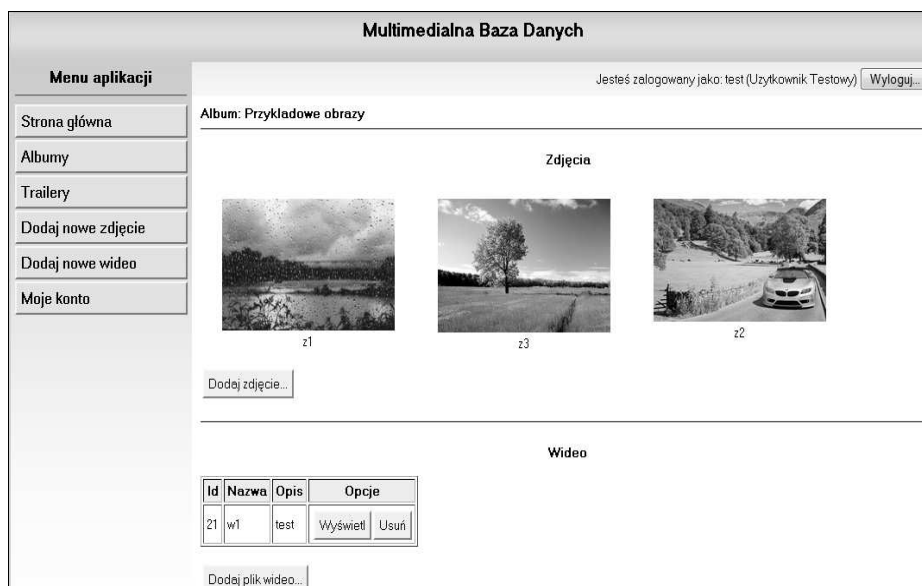 Multimedialna Baza Danych
Menu aplikacji
Jesteś zalogowany jako: test (Uzytkownik Testowy) Wyloguj...
Strona główna
Albumy
Trailery
Dodaj nowe zdjęcie
Dodaj nowe wideo
Moje konto
Album: Przykladowe obrazy
Zdjęcia
z1
z3
z2
Dodaj zdjęcie...
Wideo
Id Nazwa Opis Opcje
21 w1 test Wyświetl Usuń
Dodaj plik wideo...